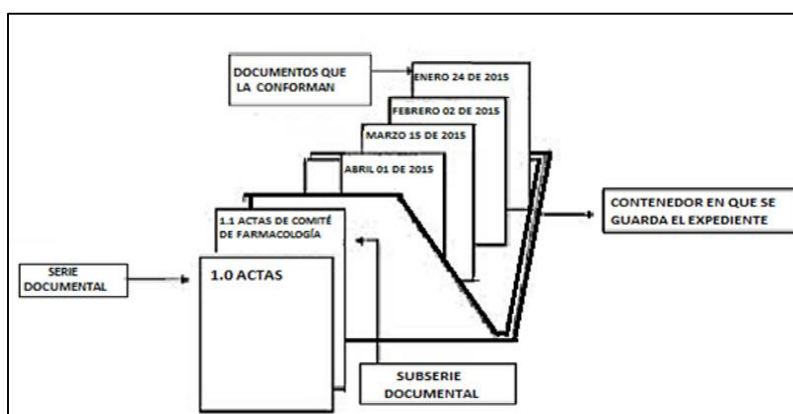 DOCUMENTOS QUE
LA CONFORMAN
ENERO 24 DE 2015
FEBRERO 02 DE 2015
MARZO 15 DE 2015
ABRIL 01 DE 2015
1.1 ACTAS DE COMITÉ
DE FARMACOLOGÍA
CONTENEDOR EN QUE SE
GUARDA EL EXPEDIENTE
SERIE
DOCUMENTAL
1.0 ACTAS
SUBSERIE
DOCUMENTAL